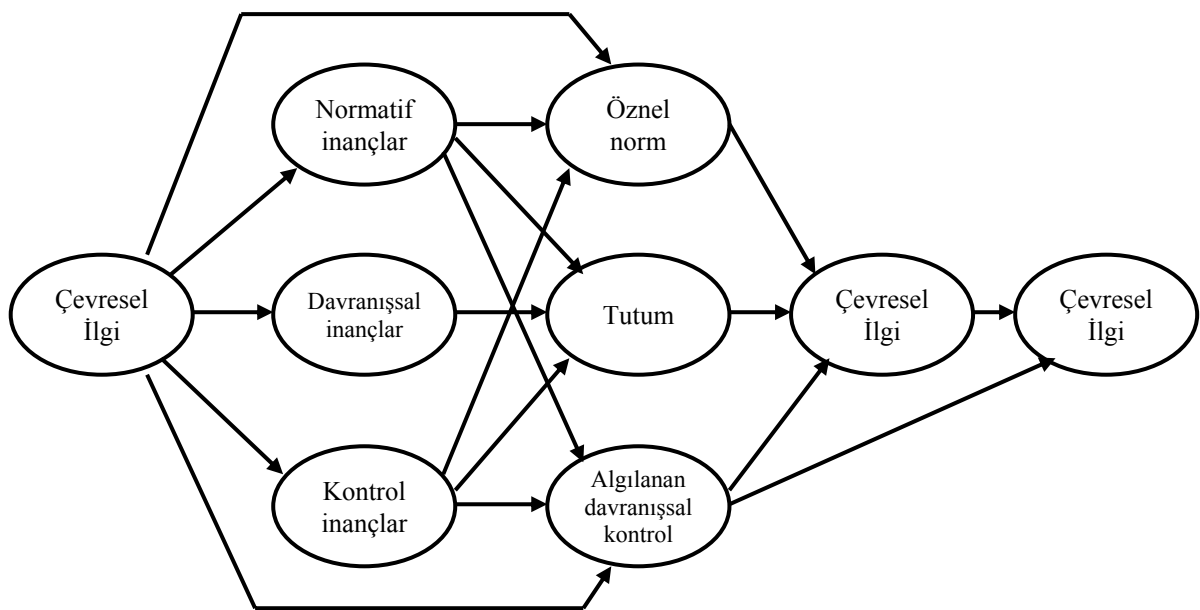 Normatif
inançlar
Öznel
norm
Çevresel
İlgi
Davranışsal
inançlar
Tutum
Çevresel
İlgi
Çevresel
İlgi
Kontrol
inançlar
Algılanan
davranışsal
kontrol